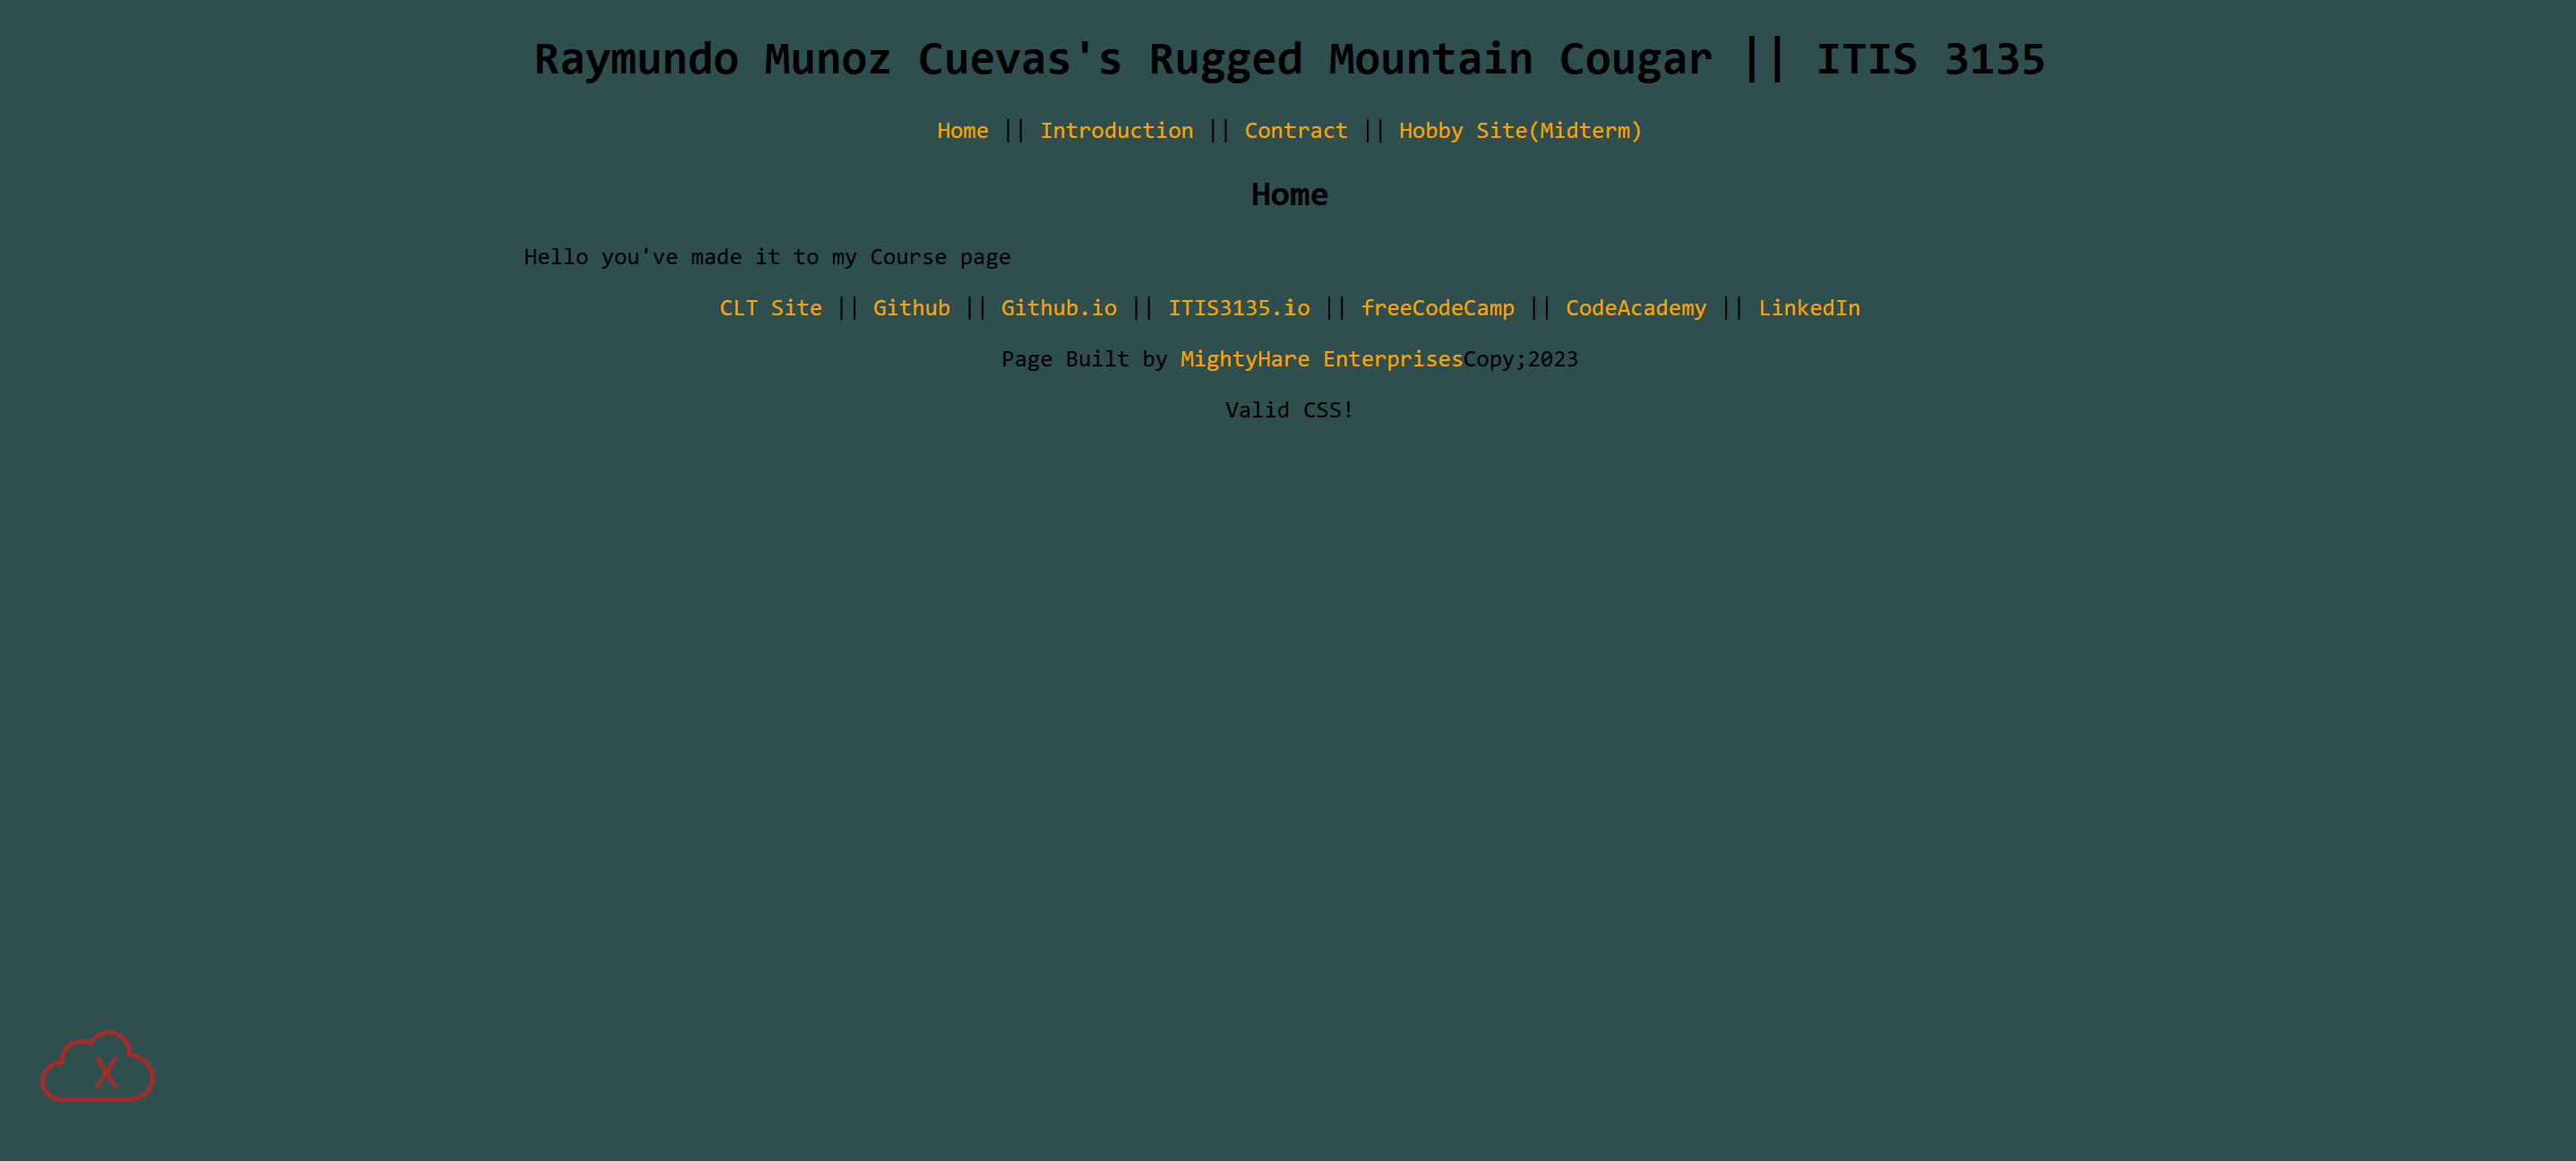 Raymundo Munoz Cuevas's Rugged Mountain Cougar || ITIS 3135
Home || Introduction || Contract || Hobby Site(Midterm)
Home
Hello you've made it to my Course page
CLT Site || Github || Github.io || ITIS3135.io || freeCodeCamp || CodeAcademy || LinkedIn
Page Built by MightyHare EnterprisesCopy;2023
Valid CSS!
X